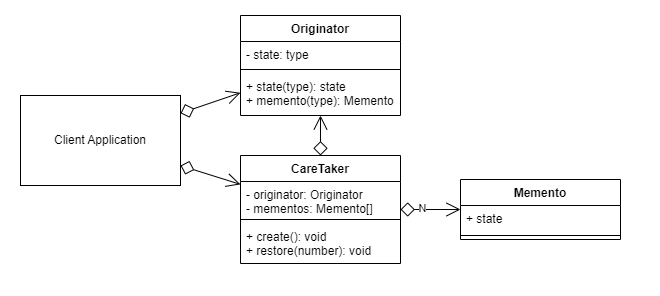 Originator
- state: type
+ state(type): state
+ memento(type): Memento
Client Application
CareTaker
- originator: Originator
- mementos: Memento[]
+ create(): void
+ restore(number): void
N
Memento
+ state